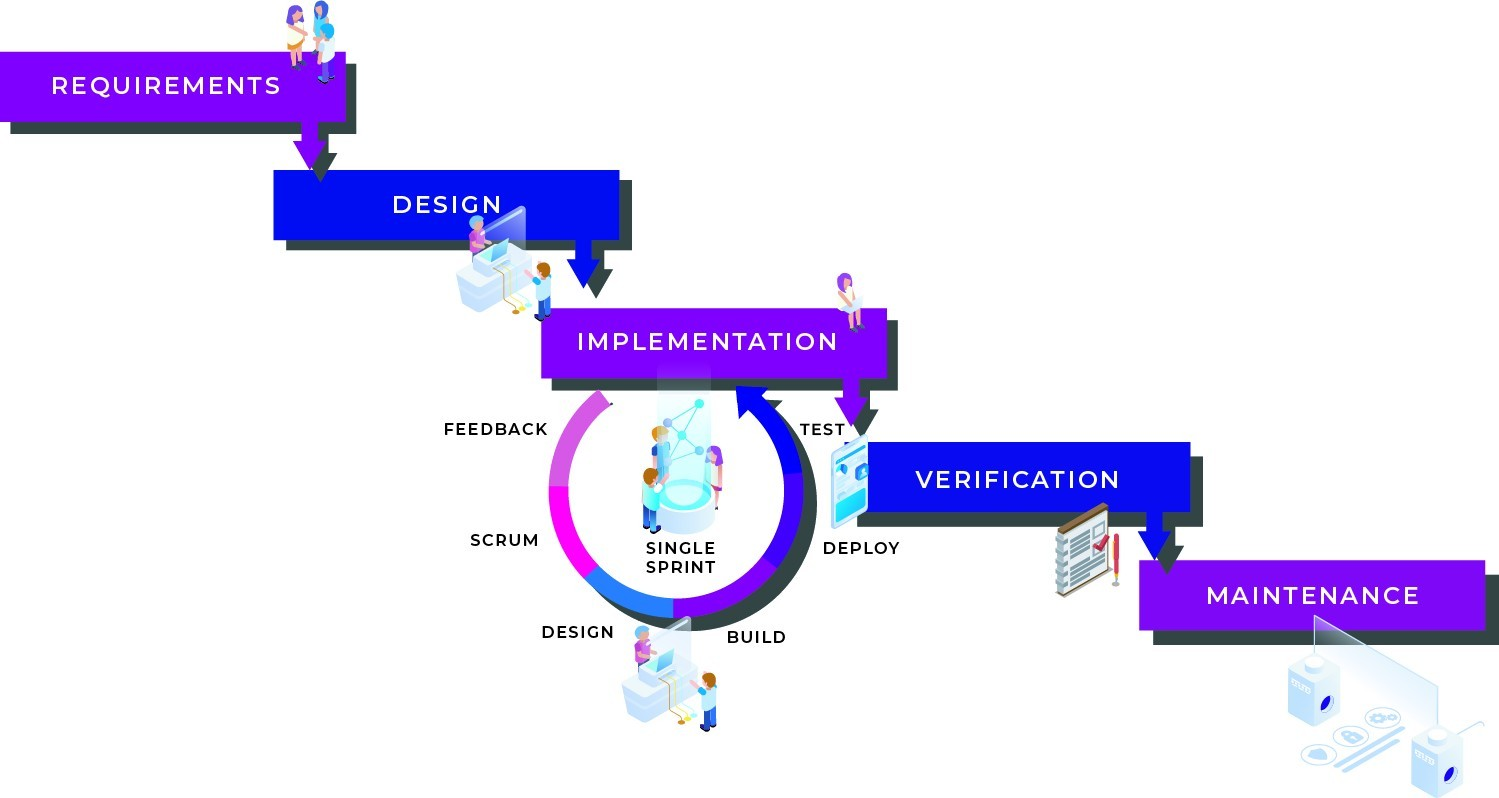 REQUIREMENTS
DESIGN
IMPLEMENTATION
FEEDBACK
TEST
VERIFICATION
SCRUM
SINGLE
SPRINT
DEPLOY
MAINTENANCE
DESIGN
BUILD